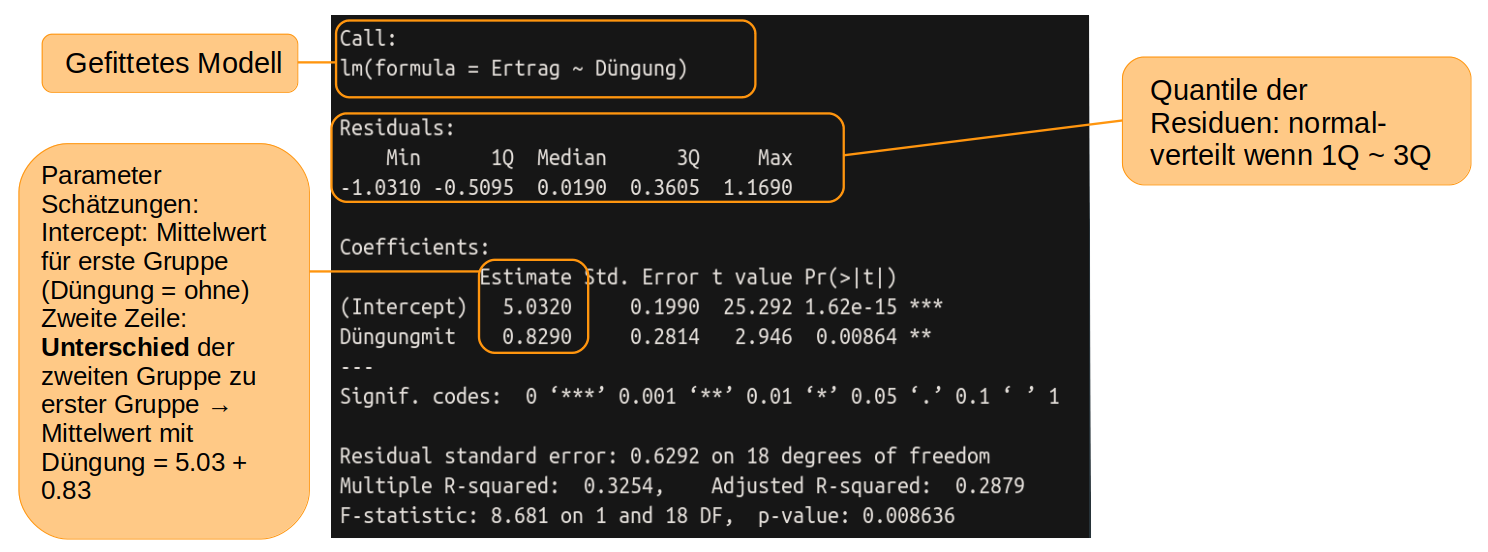 Gefittetes Modell
Call:
lm(formula = Ertrag ~ Düngung)
Residuals:
    Min      1Q  Median      3Q     Max
-1.0310 -0.5095  0.0190  0.3605  1.1690
Quantile der
Residuen: normal-
verteilt wenn 1Q ~ 3Q
Parameter
Schätzungen:
Intercept: Mittelwert
für erste Gruppe
(Düngung = ohne)
Zweite Zeile:
Unterschied der
zweiten Gruppe zu
erster Gruppe →
Mittelwert mit
Düngung = 5.03 +
0.83
Coefficients:
            Estimate Std. Error t value Pr(>|t|)
(Intercept)   5.0320     0.1990  25.292 1.62e-15 ***
Düngungmit    0.8290     0.2814   2.946  0.00864 **
---
Signif. codes:  0 ‘***’ 0.001 ‘**’ 0.01 ‘*’ 0.05 ‘.’ 0.1 ‘ ’ 1
Residual standard error: 0.6292 on 18 degrees of freedom
Multiple R-squared:  0.3254,    Adjusted R-squared:  0.2879
F-statistic: 8.681 on 1 and 18 DF,  p-value: 0.008636